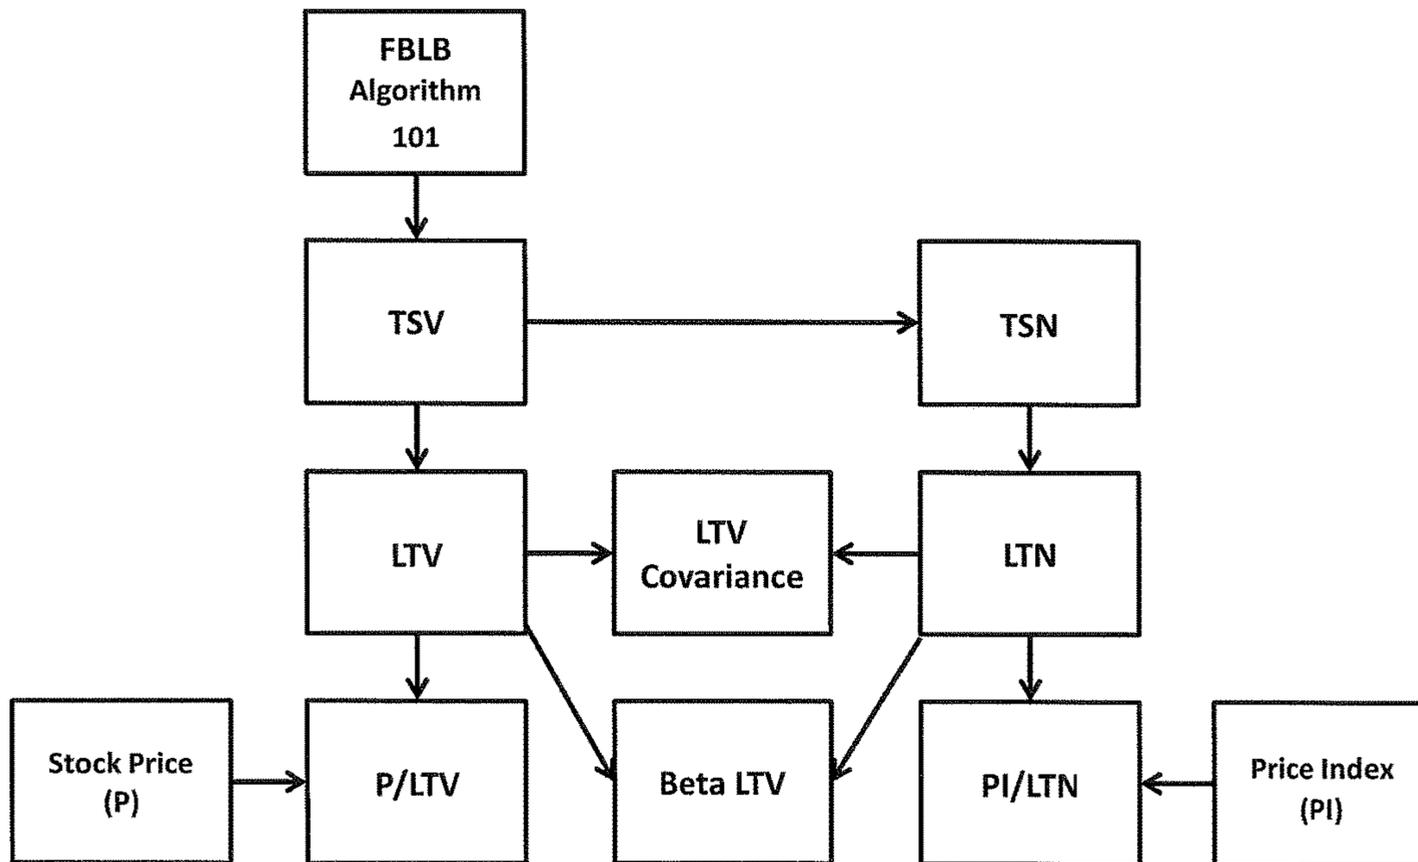 FBLB
Algorithm
101
TSV
TSN
LTV
LTV
Covariance
LTN
Stock Price
(P)
P/LTV
Beta LTV
PI/LTN
Price Index
(PI)